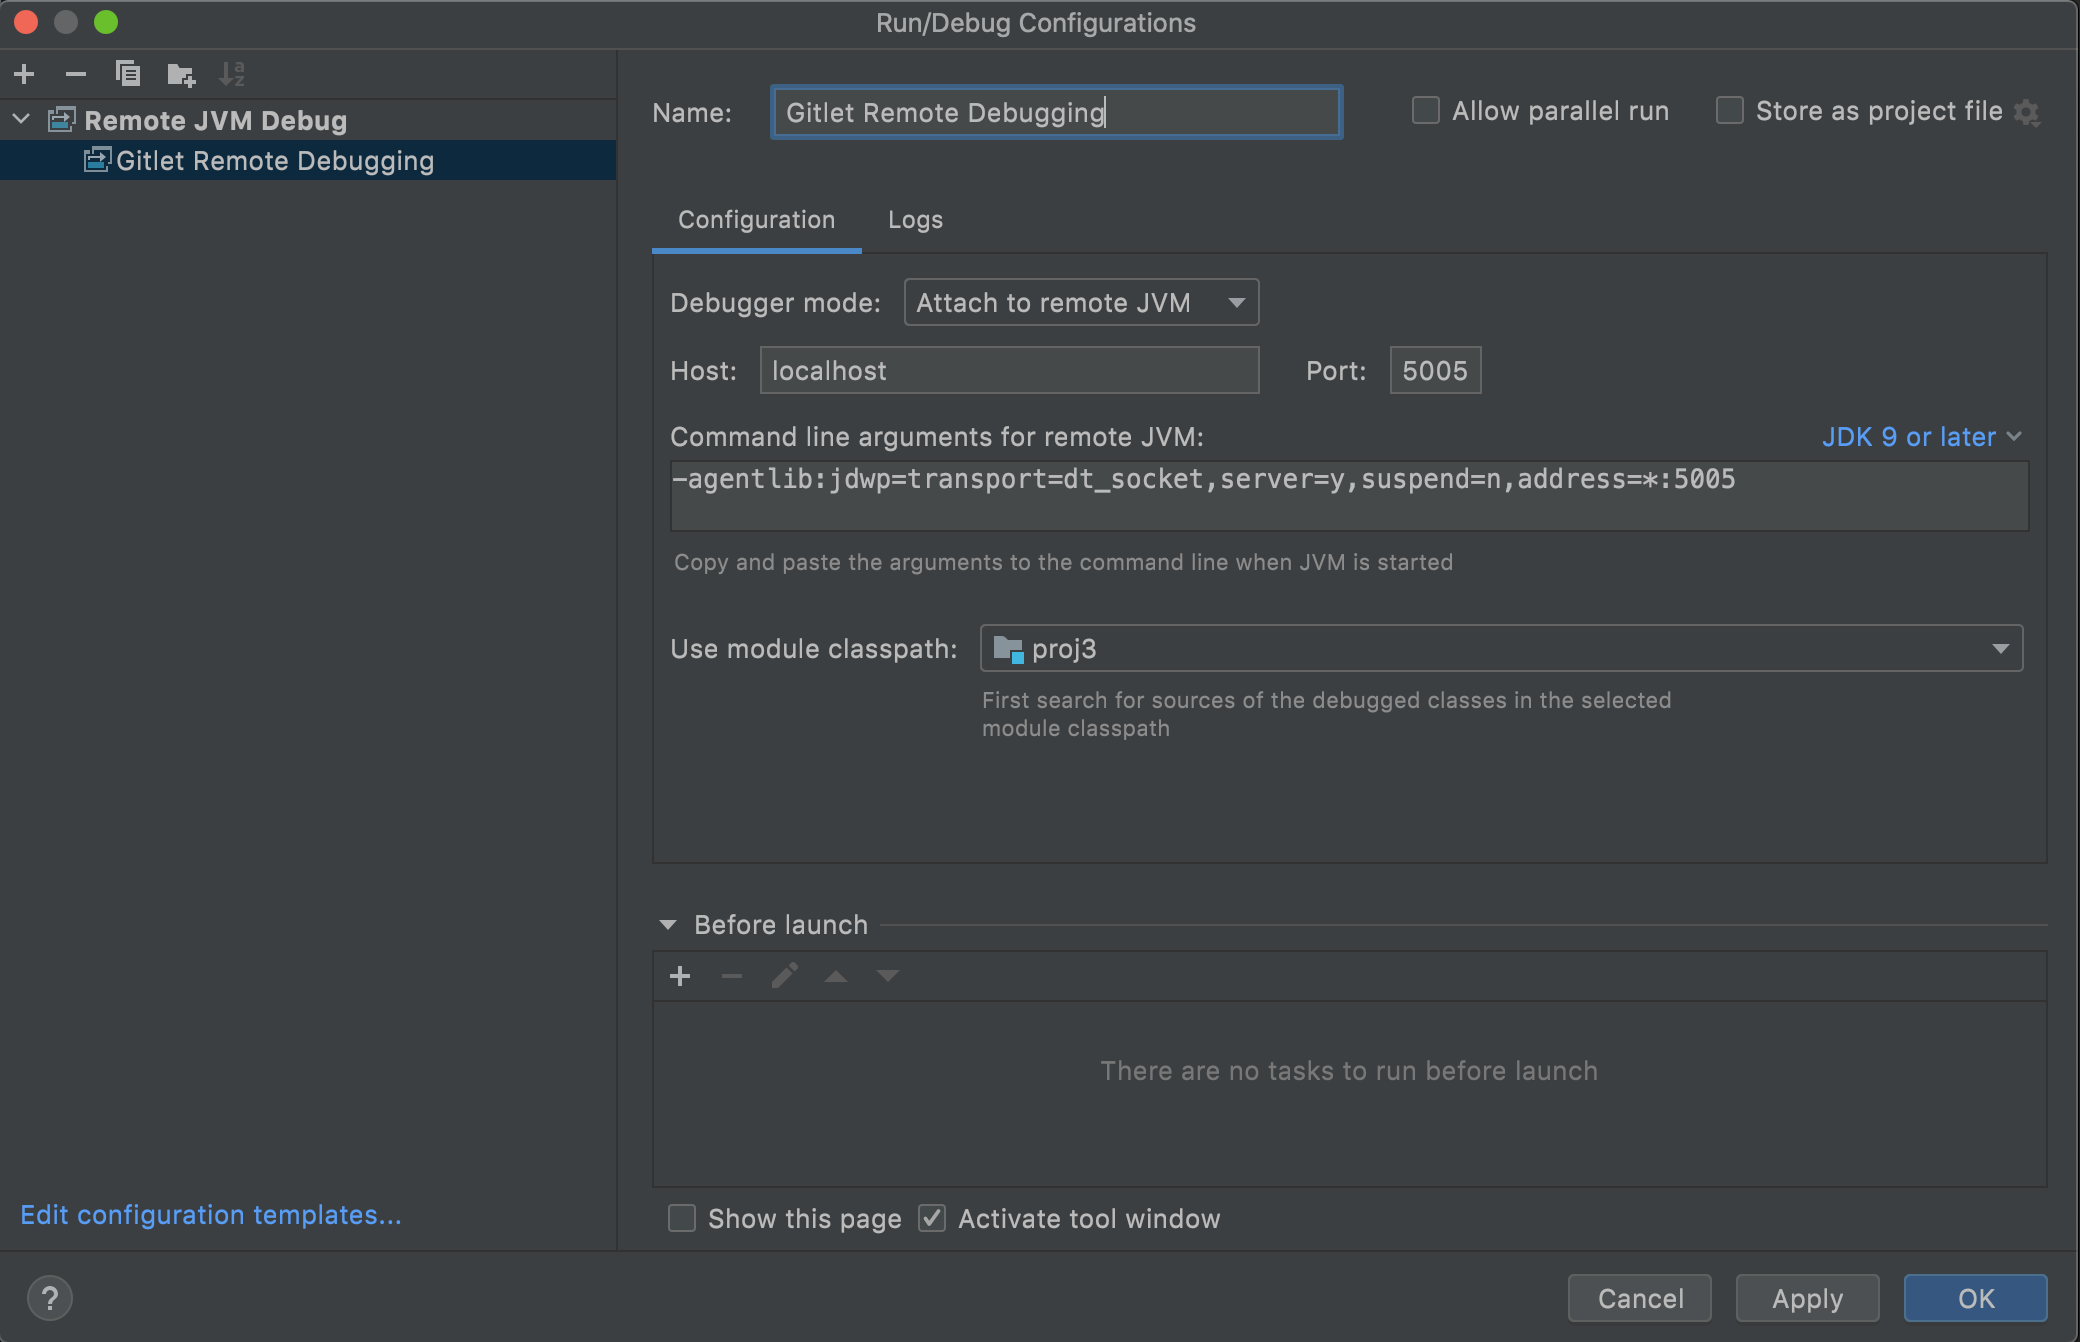 Run/Debug Configurations
Remote JVM Debug
Gitlet Remote Debugging
Name: Gitlet Remote Debugging Allow parallel run Store as project file
Configuration Logs
Debugger mode: Attach to remote JVM
Host: localhost Port: 5005
Command line arguments for remote JVM: JDK 9 or later
-agentlib:jdwp=transport=dt_socket,server=y,suspend=n,address=*:5005
Copy and paste the arguments to the command line when JVM is started
Use module classpath: proj3
First search for sources of the debugged classes in the selected
module classpath
Before launch
There are no tasks to run before launch
Show this page Activate tool window
Edit configuration templates...
? Cancel Apply OK